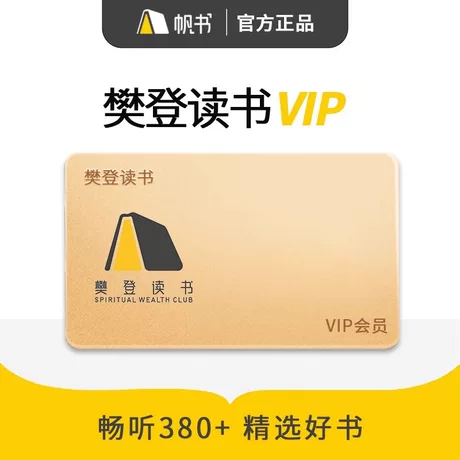 帆书 | 官方正品
樊登读书VIP
樊登读书
樊登读书
SPIRITUAL WEALTH CLUB
VIP会员
畅听380+ 精选好书